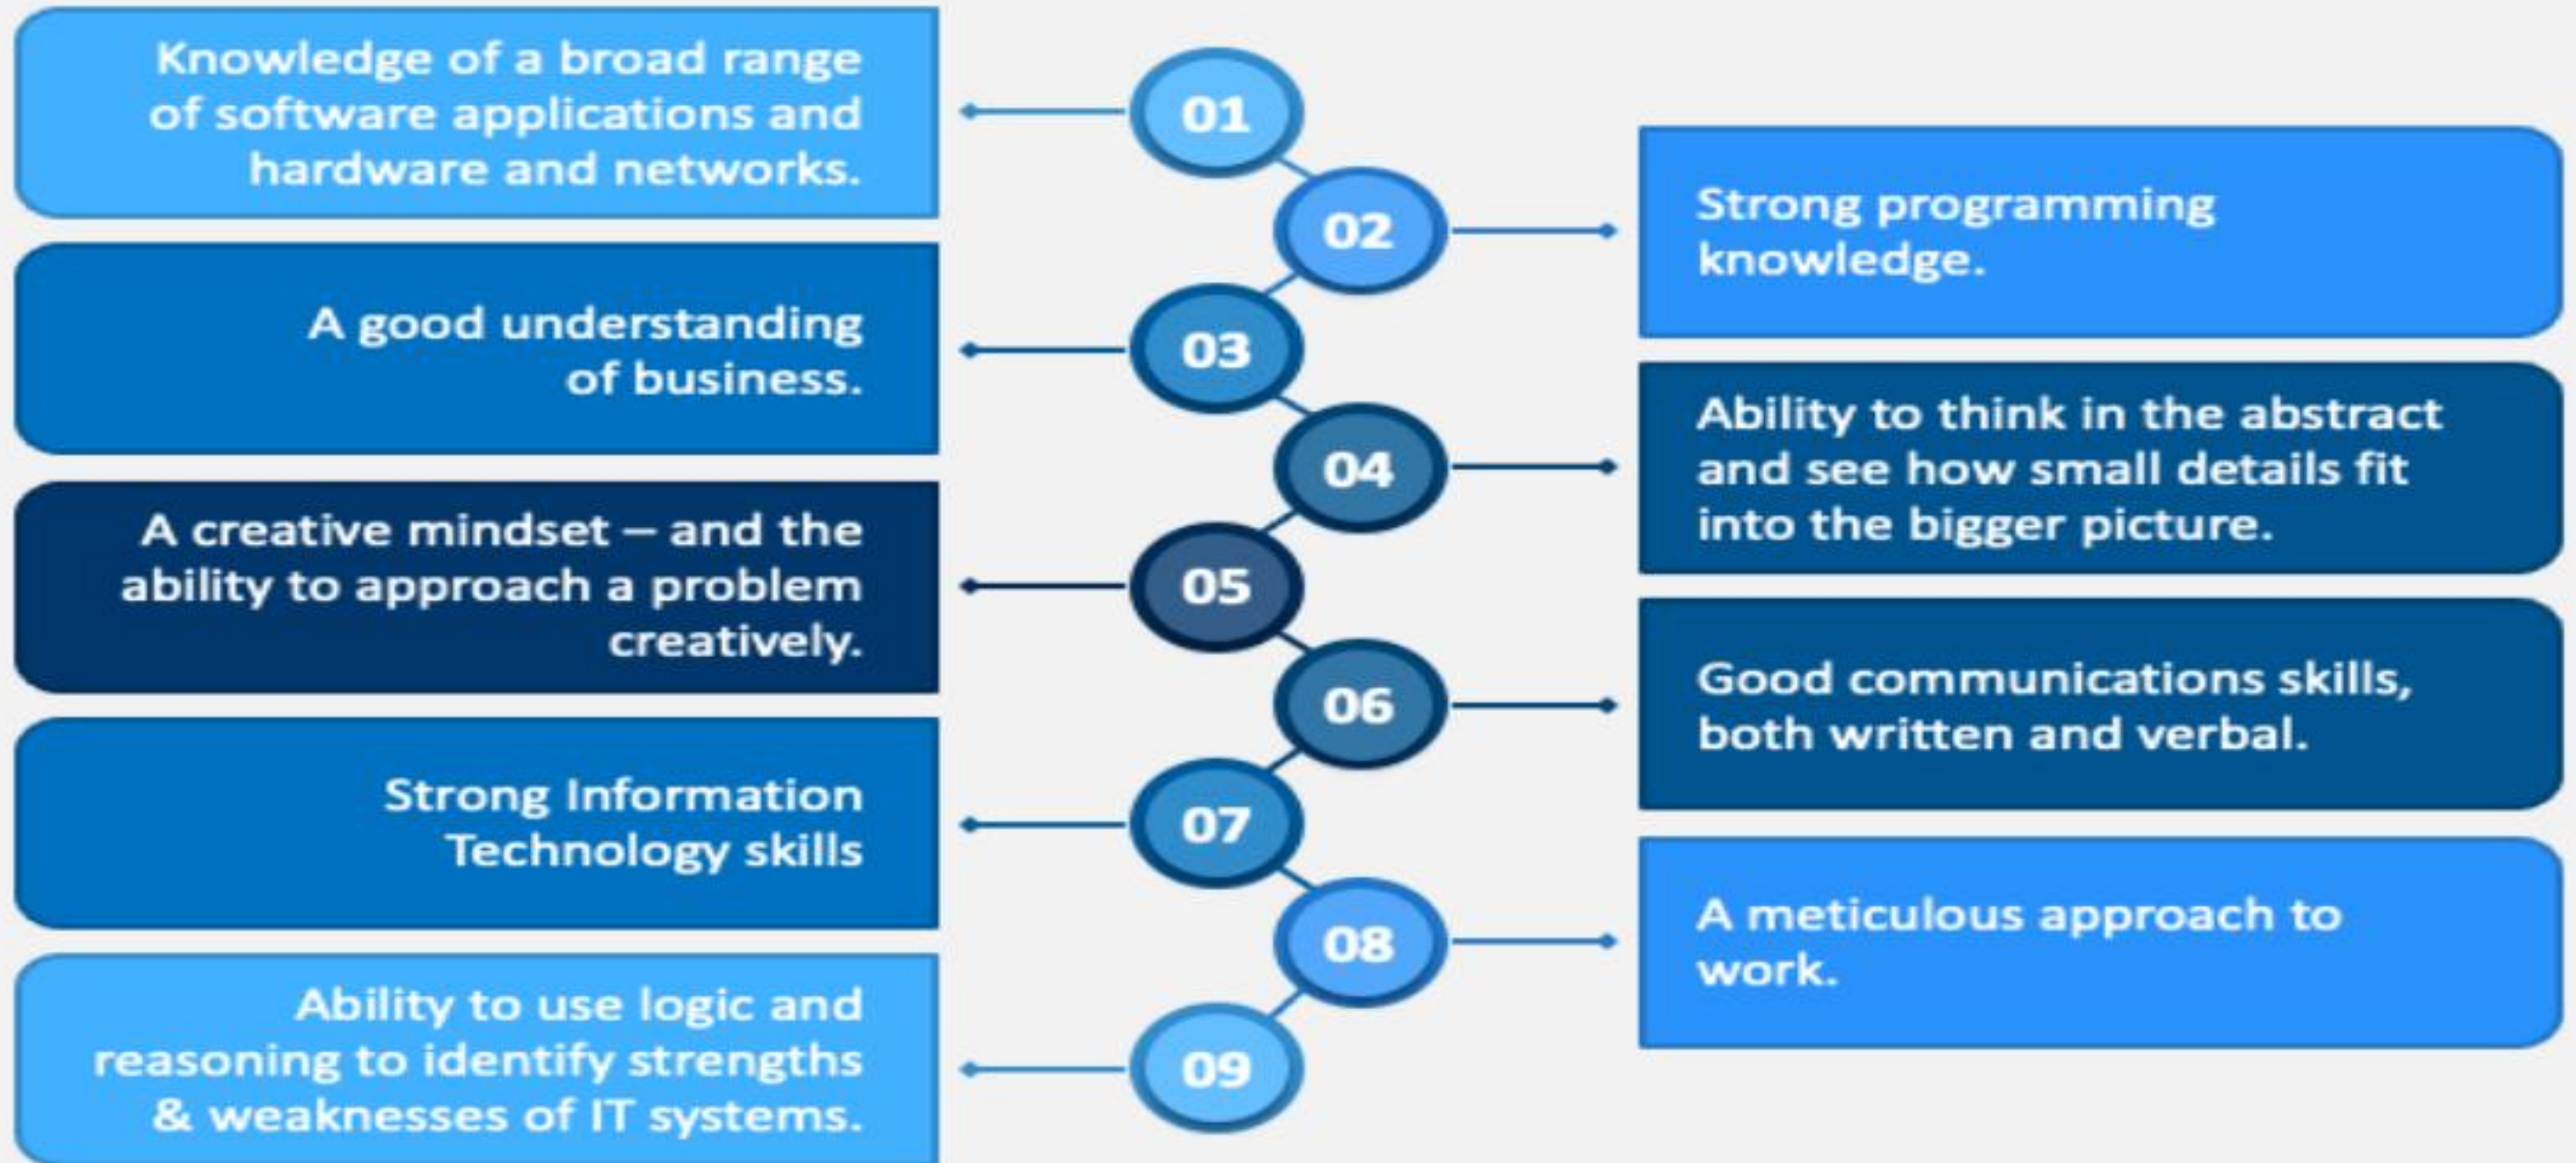 01
Knowledge of a broad range
of software applications and
hardware and networks.
02
Strong programming
knowledge.
03
A good understanding
of business.
04
Ability to think in the abstract
and see how small details fit
into the bigger picture.
05
A creative mindset – and the
ability to approach a problem
creatively.
06
Good communications skills,
both written and verbal.
07
Strong Information
Technology skills
08
A meticulous approach to
work.
09
Ability to use logic and
reasoning to identify strengths
& weaknesses of IT systems.